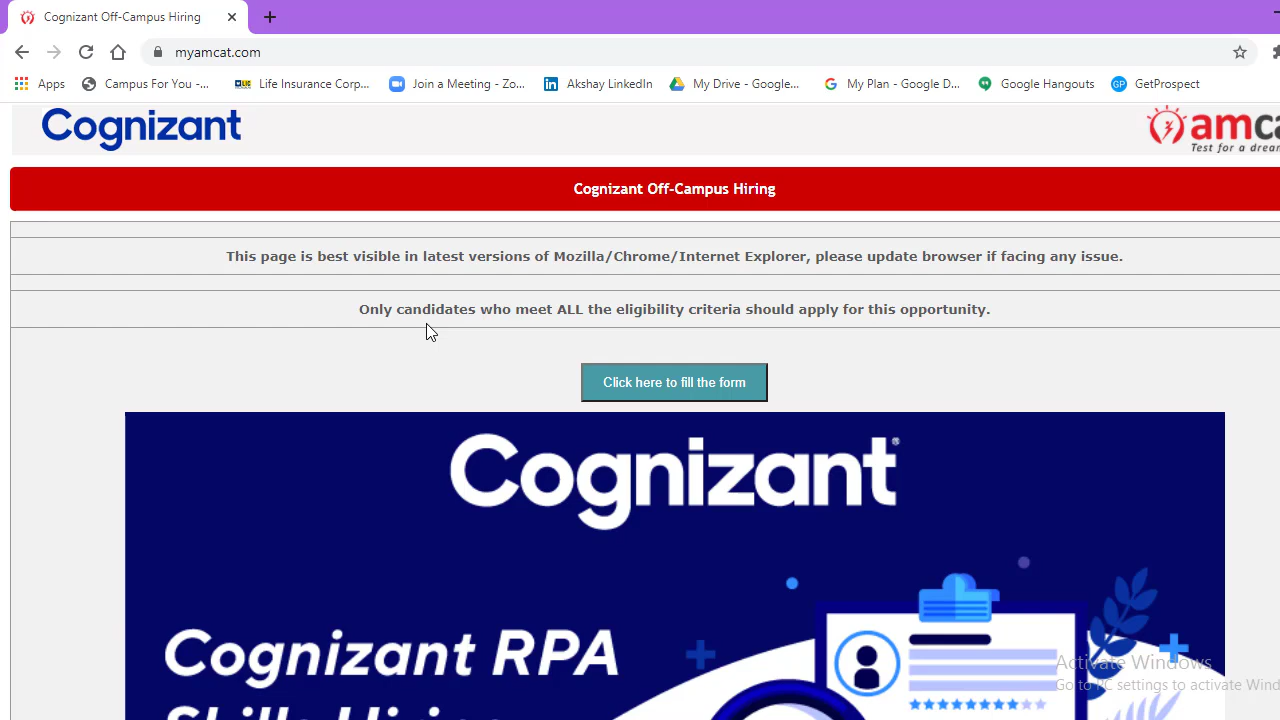 Cognizant Off-Campus Hiring
myamcat.com
Apps Campus For You -... LIC Life Insurance Corp... Join a Meeting - Zo... in Akshay LinkedIn My Drive - Google... G My Plan - Google D... Google Hangouts GP GetProspect
Cognizant
Test for a
Cognizant Off-Campus Hiring
This page is best visible in latest versions of Mozilla/Chrome/Internet Explorer, please update browser if facing any issue.
Only candidates who meet ALL the eligibility criteria should apply for this opportunity.
Click here to fill the form
Cognizant®
Cognizant RPA
Activate Windows
Go to PC settings to activate